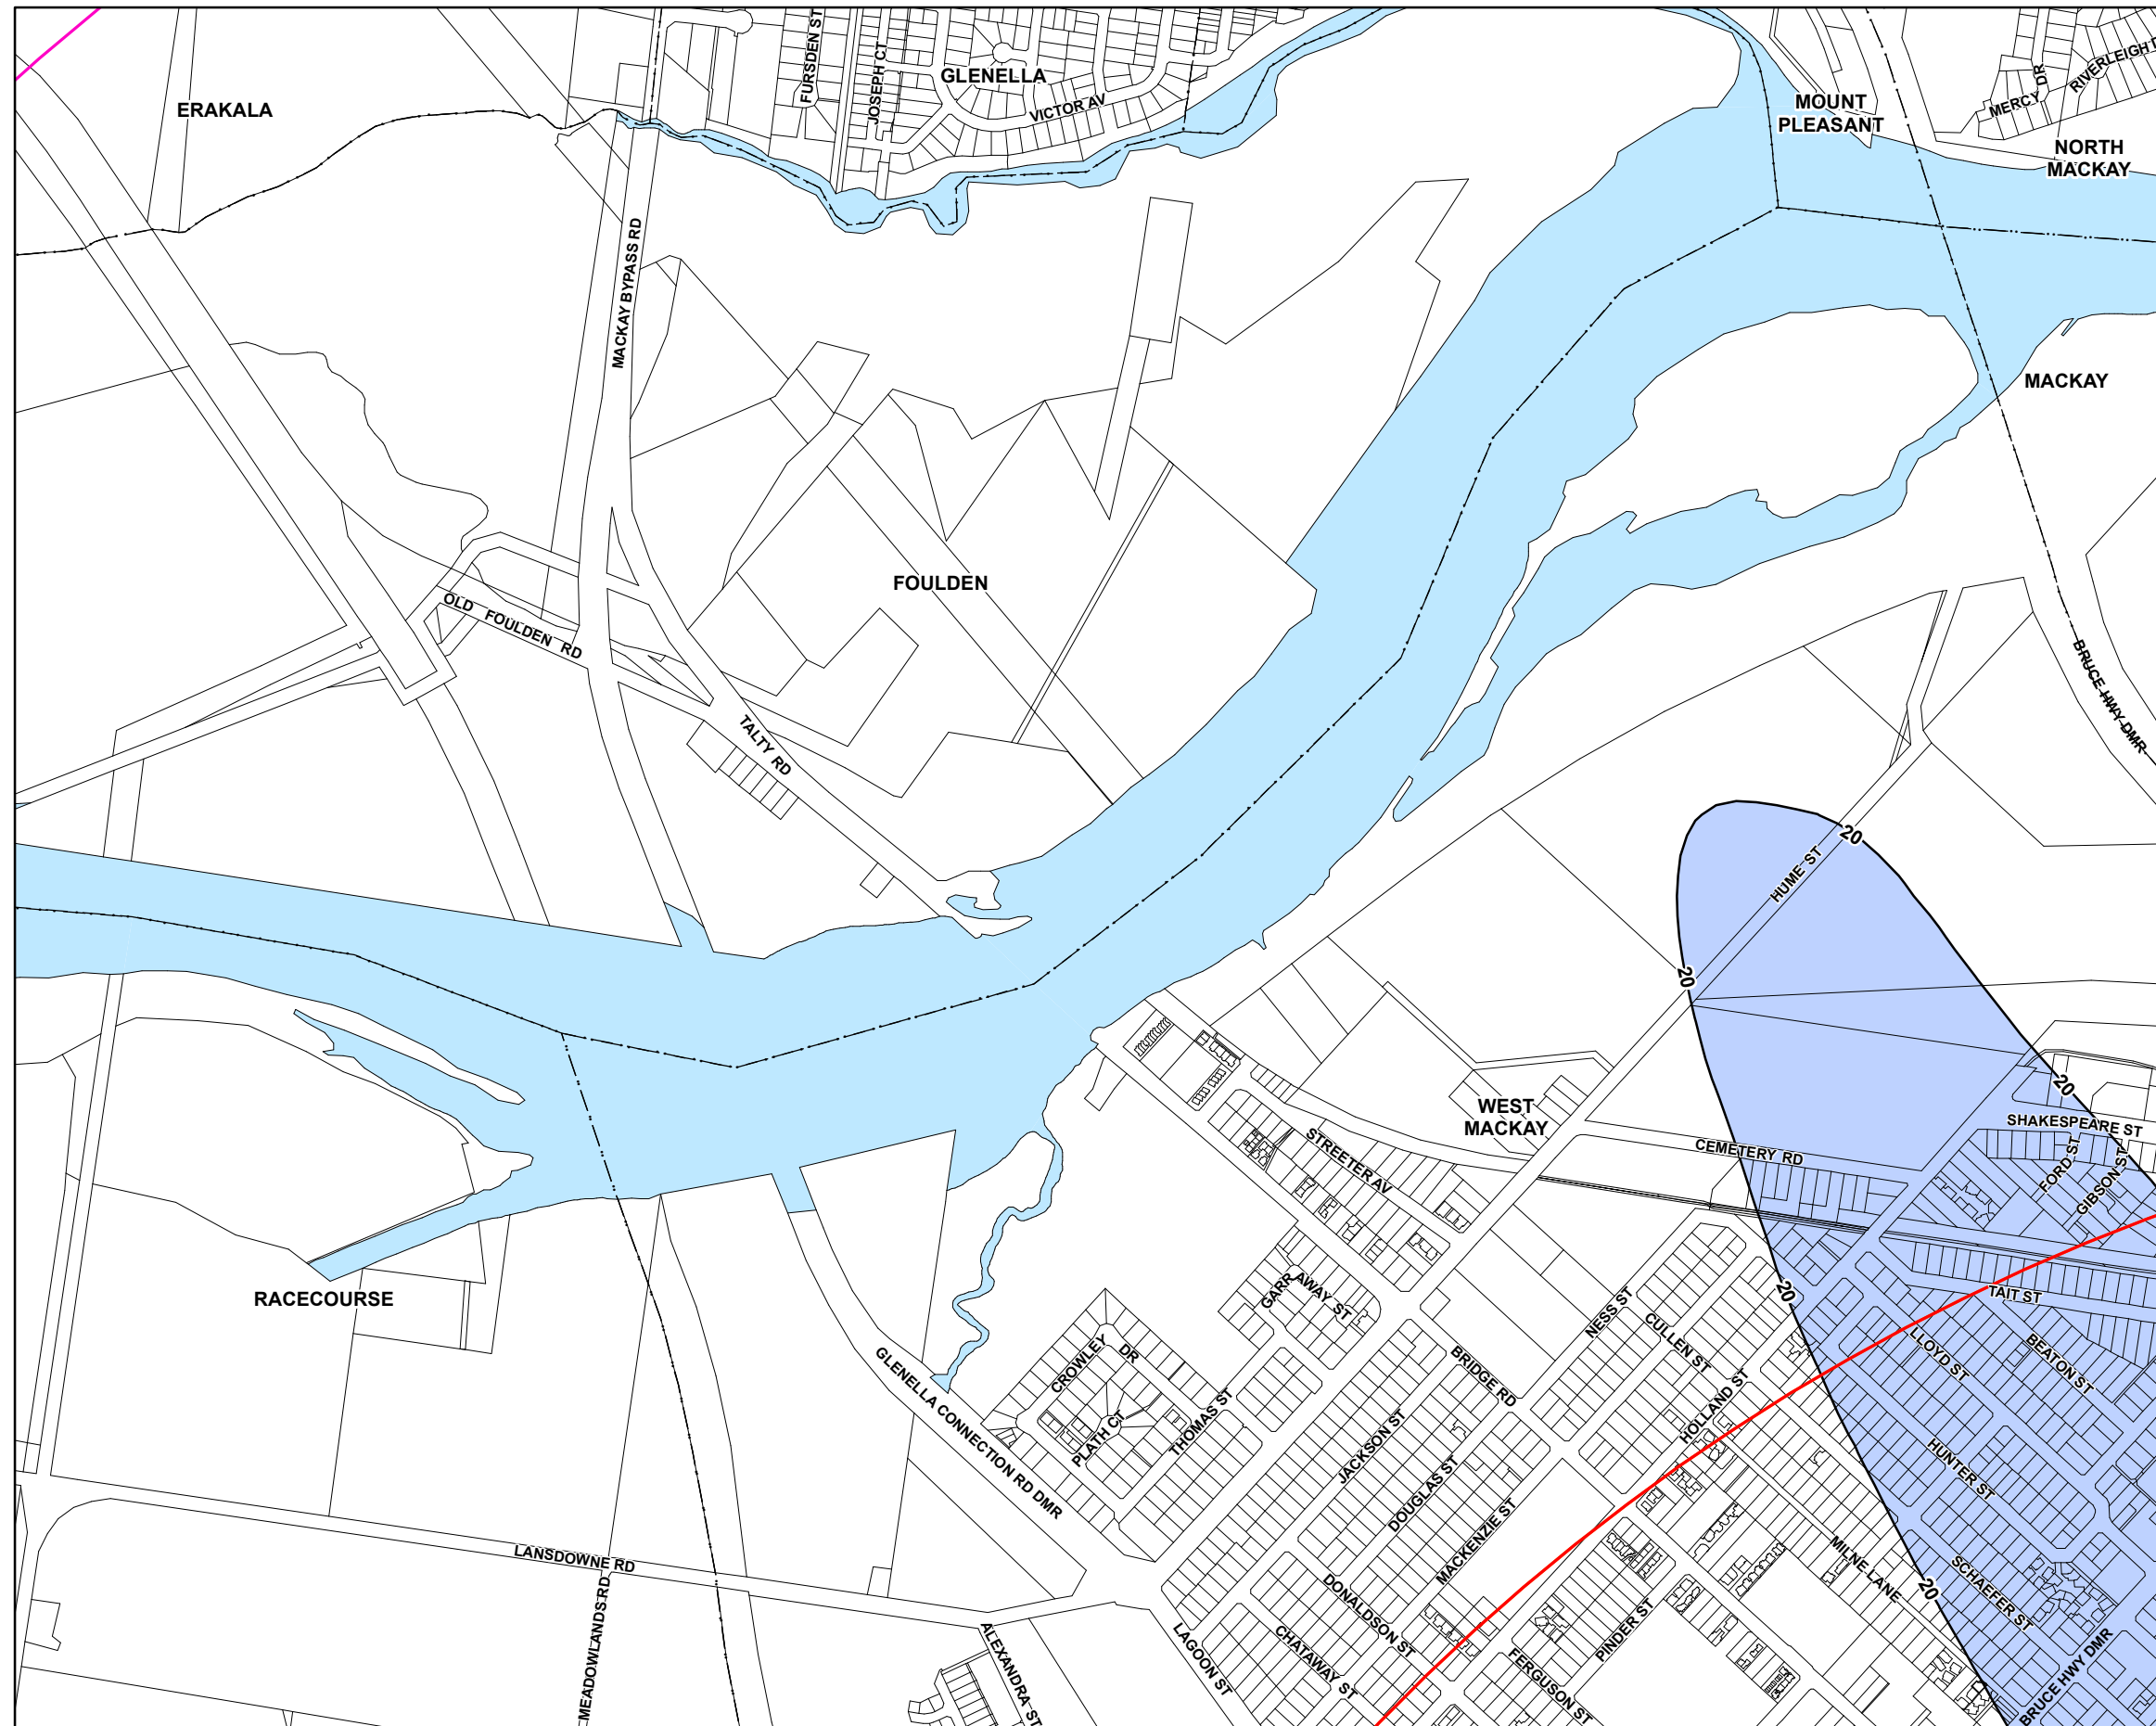 FURSDEN ST
JOSEPH CT
GLENELLA
VICTOR AV
ERAKALA
MOUNT
PLEASANT
MERCY DR
NORTH
MACKAY
MACKAY BYPASS RD
MACKAY
FOULDEN
OLD FOULDEN RD
TALTY RD
BRUCE HWY DMR
20
HUME ST
20
20
WEST
MACKAY
SHAKESPEARE ST
CEMETERY RD
STREETER AV
FORD ST
GIBSON ST
RACECOURSE
GARRAWAY ST
20
TAIT ST
NESS ST
CULLEN ST
LLOYD ST
BEATON ST
CROWLEY DR
BRIDGE RD
HOLLAND ST
GLENELLA CONNECTION RD DMR
PLATH CT
THOMAS ST
JACKSON ST
DOUGLAS ST
HUNTER ST
MACKENZIE ST
LANSDOWNE RD
MEADOWLANDS RD
MILNE LANE
20
SCHAEFER ST
DONALDSON ST
PINDER ST
ALEXANDRA ST
LAGOON ST
CHATAWAY ST
FERGUSON ST
BRUCE HWY DMR